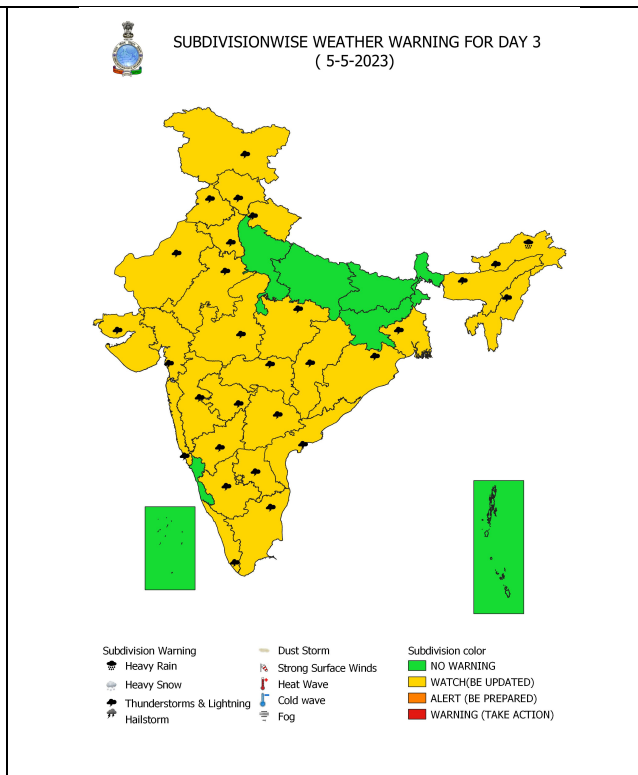 SUBDIVISIONWISE WEATHER WARNING FOR DAY 3
( 5-5-2023)
Subdivision Warning
Heavy Rain
Heavy Snow
Thunderstorms & Lightning
Hailstorm
Dust Storm
Strong Surface Winds
Heat Wave
Cold wave
Fog
Subdivision color
NO WARNING
WATCH(BE UPDATED)
ALERT (BE PREPARED)
WARNING (TAKE ACTION)